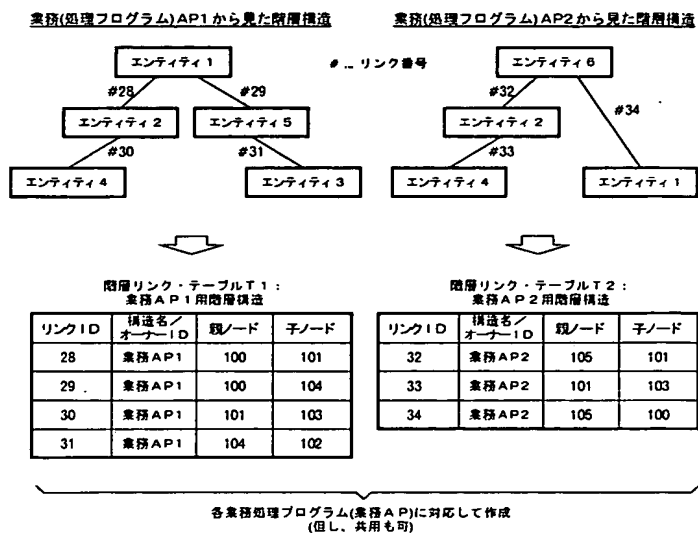 業務(処理プログラム)AP1から見た階層構造
業務(処理プログラム)AP2から見た階層構造
エンティティ1
#28
#29
エンティティ2
エンティティ5
#30
#31
エンティティ4
エンティティ3
#… リンク番号
エンティティ6
#32
#34
エンティティ2
#33
エンティティ4
エンティティ1
階層リンク・テーブルT1:
業務AP1用階層構造
リンクID 構造名/オーナーID 親ノード 子ノード
28 業務AP1 100 101
29 業務AP1 100 104
30 業務AP1 101 103
31 業務AP1 104 102
階層リンク・テーブルT2:
業務AP2用階層構造
リンクID 構造名/オーナーID 親ノード 子ノード
32 業務AP2 105 101
33 業務AP2 101 103
34 業務AP2 105 100
各業務処理プログラム(業務AP)に対応して作成
(但し、共用も可)